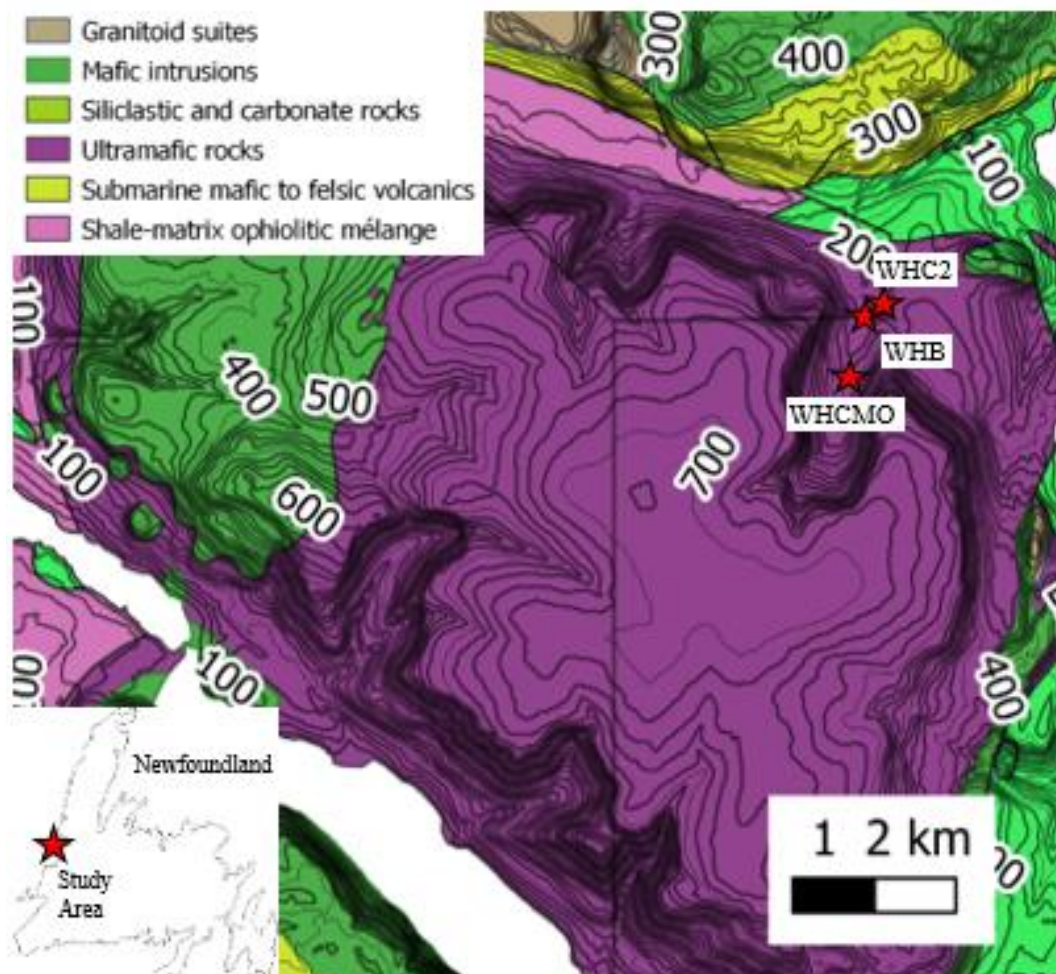 Granitoid suites
Mafic intrusions
Siliclastic and carbonate rocks
Ultramafic rocks
Submarine mafic to felsic volcanics
Shale-matrix ophiolitic mélange
300
400
300
100
200
WHC2
WHB
WHCMO
100
400
500
700
600
100
100
400
Newfoundland
Study
Area
1 2 km